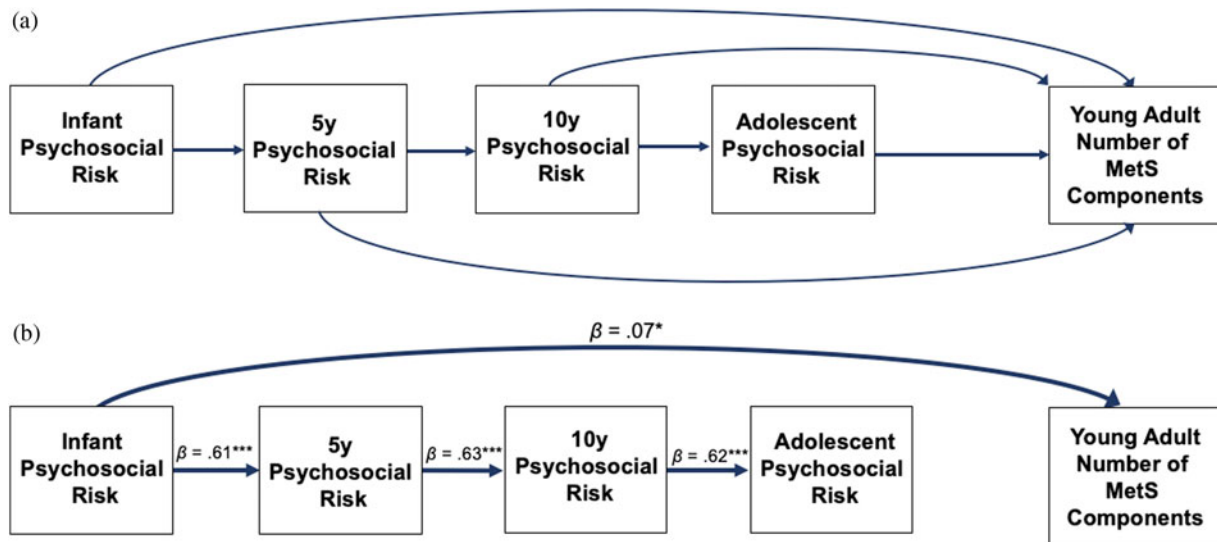 (a)
Infant
Psychosocial
Risk
5y
Psychosocial
Risk
10y
Psychosocial
Risk
Adolescent
Psychosocial
Risk
Young Adult
Number of
MetS
Components
(b)
β = .07*
Infant
Psychosocial
Risk
β = .61***
5y
Psychosocial
Risk
β = .63***
10y
Psychosocial
Risk
β = .62***
Adolescent
Psychosocial
Risk
Young Adult
Number of
MetS
Components